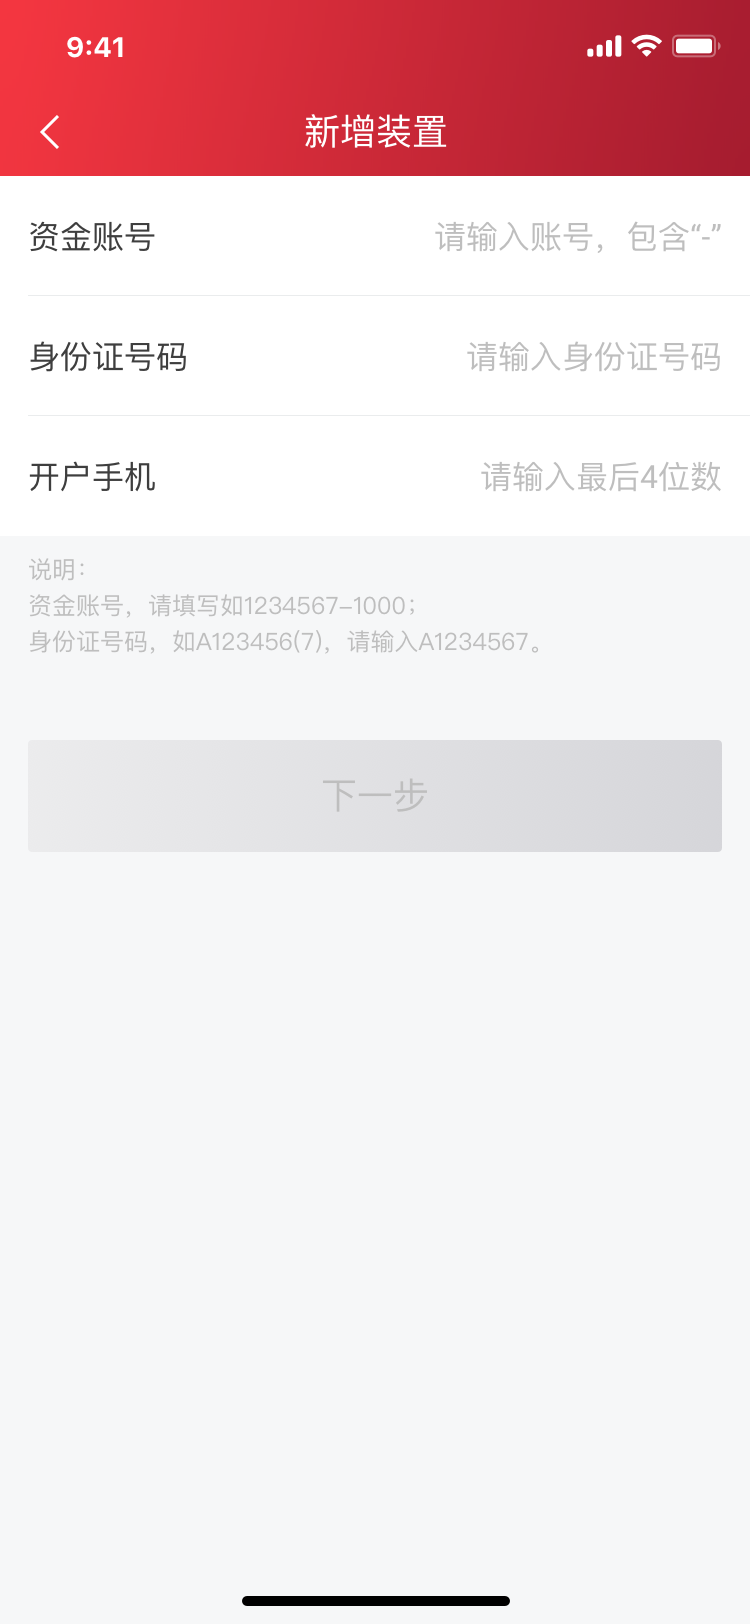 9:41
新增装置
资金账号 请输入账号，包含“-”
身份证号码 请输入身份证号码
开户手机 请输入最后4位数
说明：
资金账号，请填写如1234567–1000；
身份证号码，如A123456(7)，请输入A1234567。
下一步